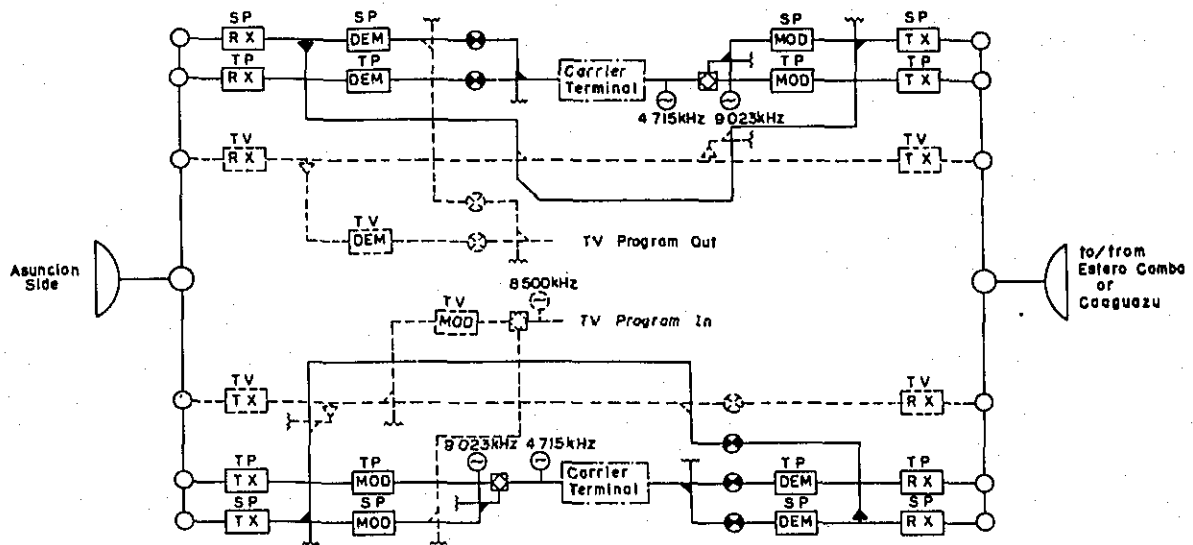 SP SP SP SP
RX DEM MOD TX
TP TP TP TP
RX DEM Carrier Terminal MOD TX
4 715kHz 9 023kHz
TV TV
RX TX
TV
DEM TV Program Out
Asuncion Side
to/from Estero Camba or Caaguazu
8 500kHz
TV
MOD TV Program In
TV TV
TX RX
9 023kHz 4 715kHz
TP TP TP TP
TX MOD Carrier Terminal DEM RX
SP SP SP SP
TX MOD DEM RX